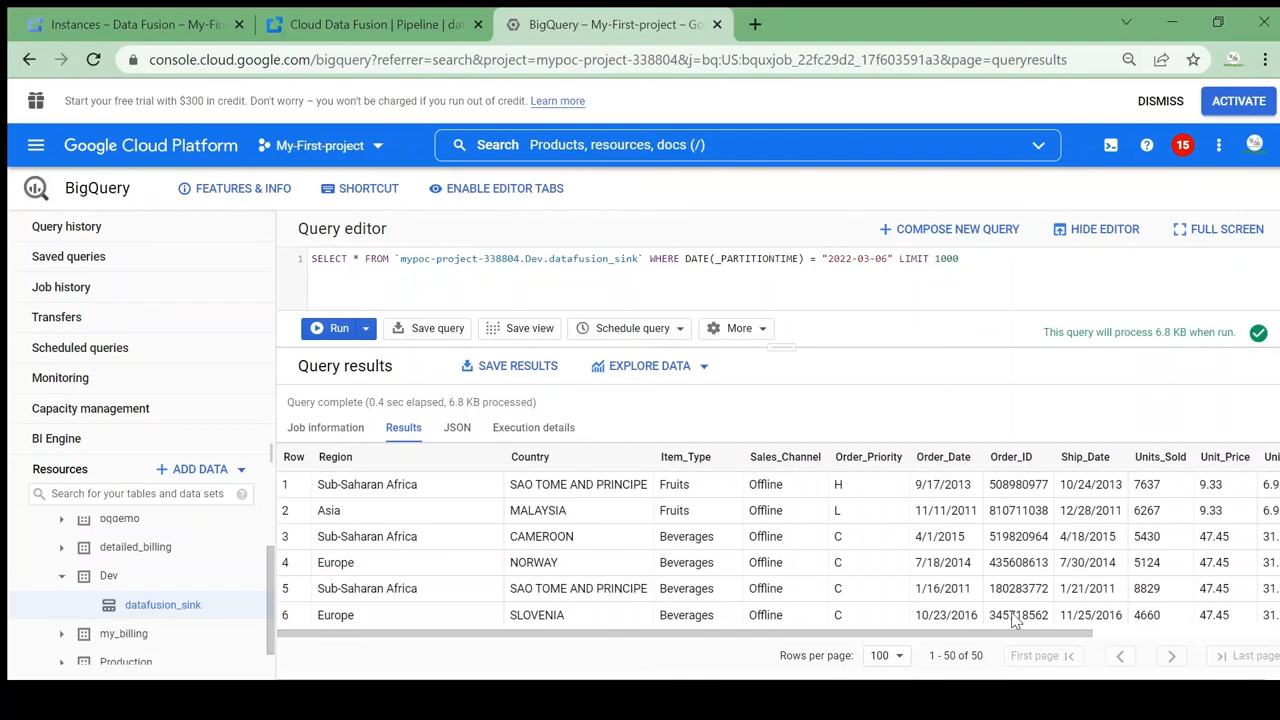 Instances – Data Fusion – My-Fir
Cloud Data Fusion | Pipeline | dat
BigQuery – My-First-project – Go
console.cloud.google.com/bigquery?referrer=search&project=mypoc-project-338804&j=bq:US:bquxjob_22fc29d2_17f603591a3&page=queryresults
Start your free trial with $300 in credit. Don't worry – you won't be charged if you run out of credit. Learn more
DISMISS
ACTIVATE
Google Cloud Platform
My-First-project
Search Products, resources, docs (/)
15
BigQuery
FEATURES & INFO
SHORTCUT
ENABLE EDITOR TABS
Query history
Saved queries
Job history
Transfers
Scheduled queries
Monitoring
Capacity management
BI Engine
Resources
ADD DATA
Search for your tables and data sets
bqdemo
detailed_billing
Dev
datafusion_sink
my_billing
Production
Query editor
COMPOSE NEW QUERY
HIDE EDITOR
FULL SCREEN
1 SELECT * FROM `mypoc-project-338804.Dev.datafusion_sink` WHERE DATE(_PARTITIONTIME) = "2022-03-06" LIMIT 1000
Run
Save query
Save view
Schedule query
More
This query will process 6.8 KB when run.
Query results
SAVE RESULTS
EXPLORE DATA
Query complete (0.4 sec elapsed, 6.8 KB processed)
Job information Results JSON Execution details
Row Region Country Item_Type Sales_Channel Order_Priority Order_Date Order_ID Ship_Date Units_Sold Unit_Price Uni
1 Sub-Saharan Africa SAO TOME AND PRINCIPE Fruits Offline H 9/17/2013 508980977 10/24/2013 7637 9.33 6.9
2 Asia MALAYSIA Fruits Offline L 11/11/2011 810711038 12/28/2011 6267 9.33 6.9
3 Sub-Saharan Africa CAMEROON Beverages Offline C 4/1/2015 519820964 4/18/2015 5430 47.45 31.
4 Europe NORWAY Beverages Offline C 7/18/2014 435608613 7/30/2014 5124 47.45 31.
5 Sub-Saharan Africa SAO TOME AND PRINCIPE Beverages Offline C 1/16/2011 180283772 1/21/2011 8829 47.45 31.
6 Europe SLOVENIA Beverages Offline C 10/23/2016 345718562 11/25/2016 4660 47.45 31.
Rows per page: 100 1 - 50 of 50 First page Last page